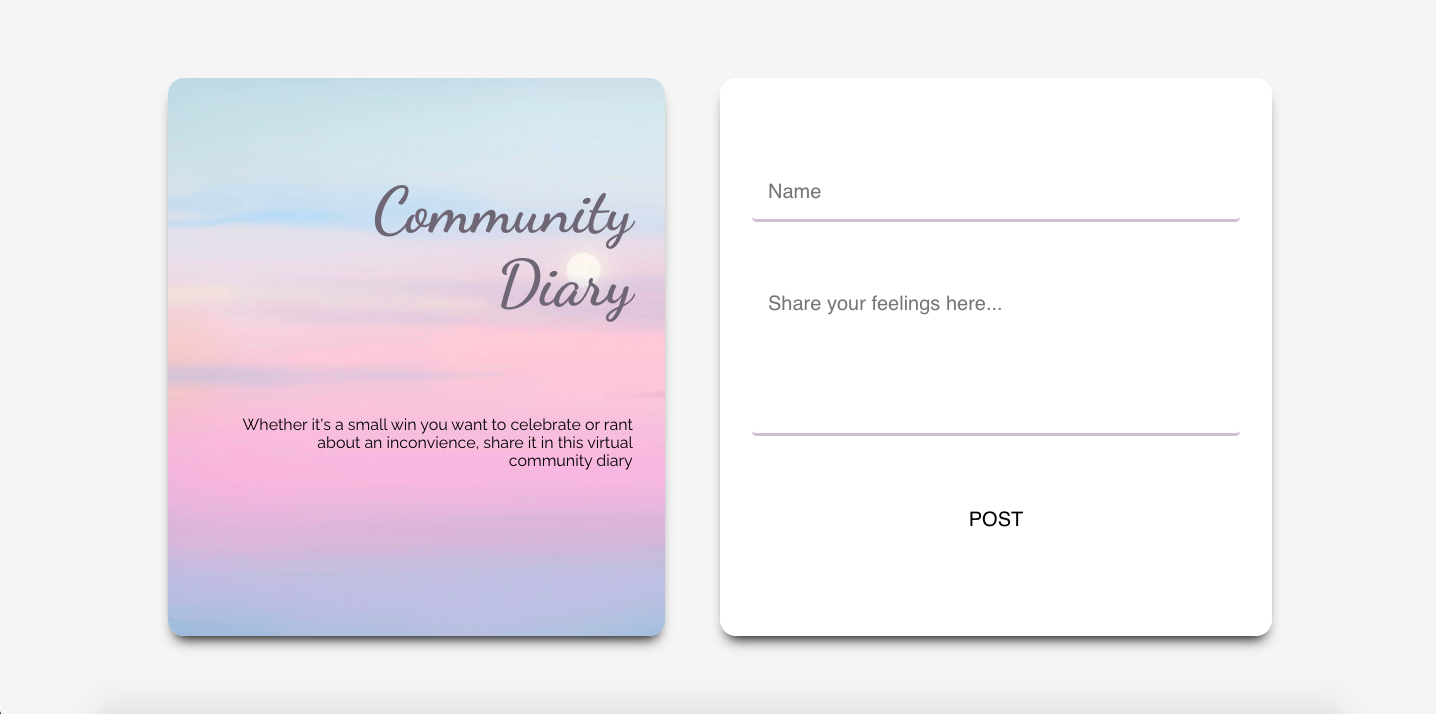 Community
Diary
Whether it's a small win you want to celebrate or rant
about an inconvience, share it in this virtual
community diary
Name
Share your feelings here...
POST